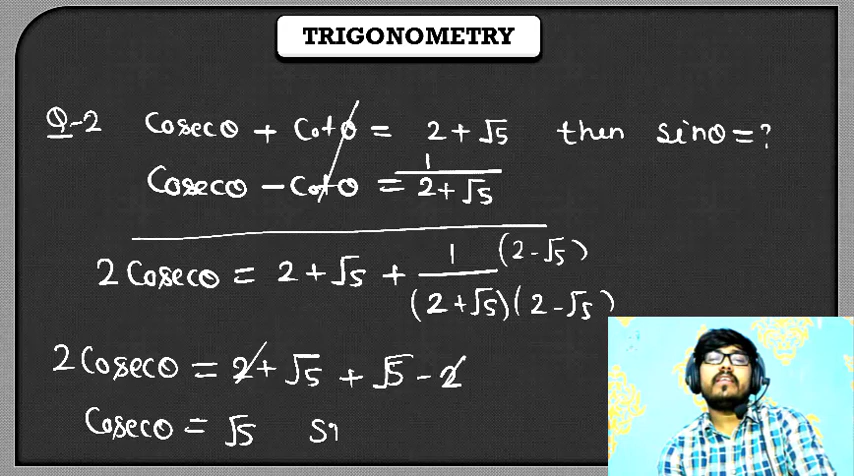 TRIGONOMETRY
Q-2 Cosecθ + Cotθ = 2 + √5 then sinθ = ?
Cosecθ - Cotθ = 1/(2 + √5)
2 Cosecθ = 2 + √5 + 1 (2 - √5) / (2 + √5)(2 - √5)
2 Cosecθ = 2 + √5 + √5 - 2
Cosecθ = √5 si